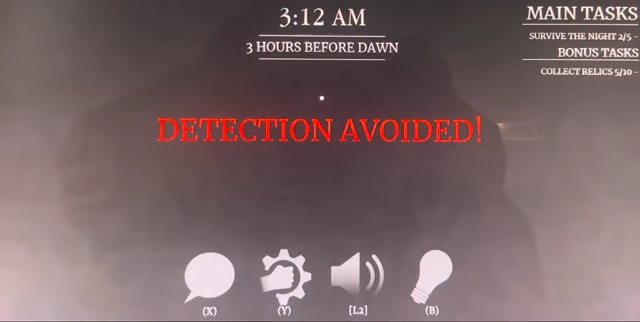 3:12 AM
3 HOURS BEFORE DAWN
MAIN TASKS
SURVIVE THE NIGHT 2/5 -
BONUS TASKS
COLLECT RELICS 5/10 -
DETECTION AVOIDED!
(X)
(Y)
[L2]
(B)